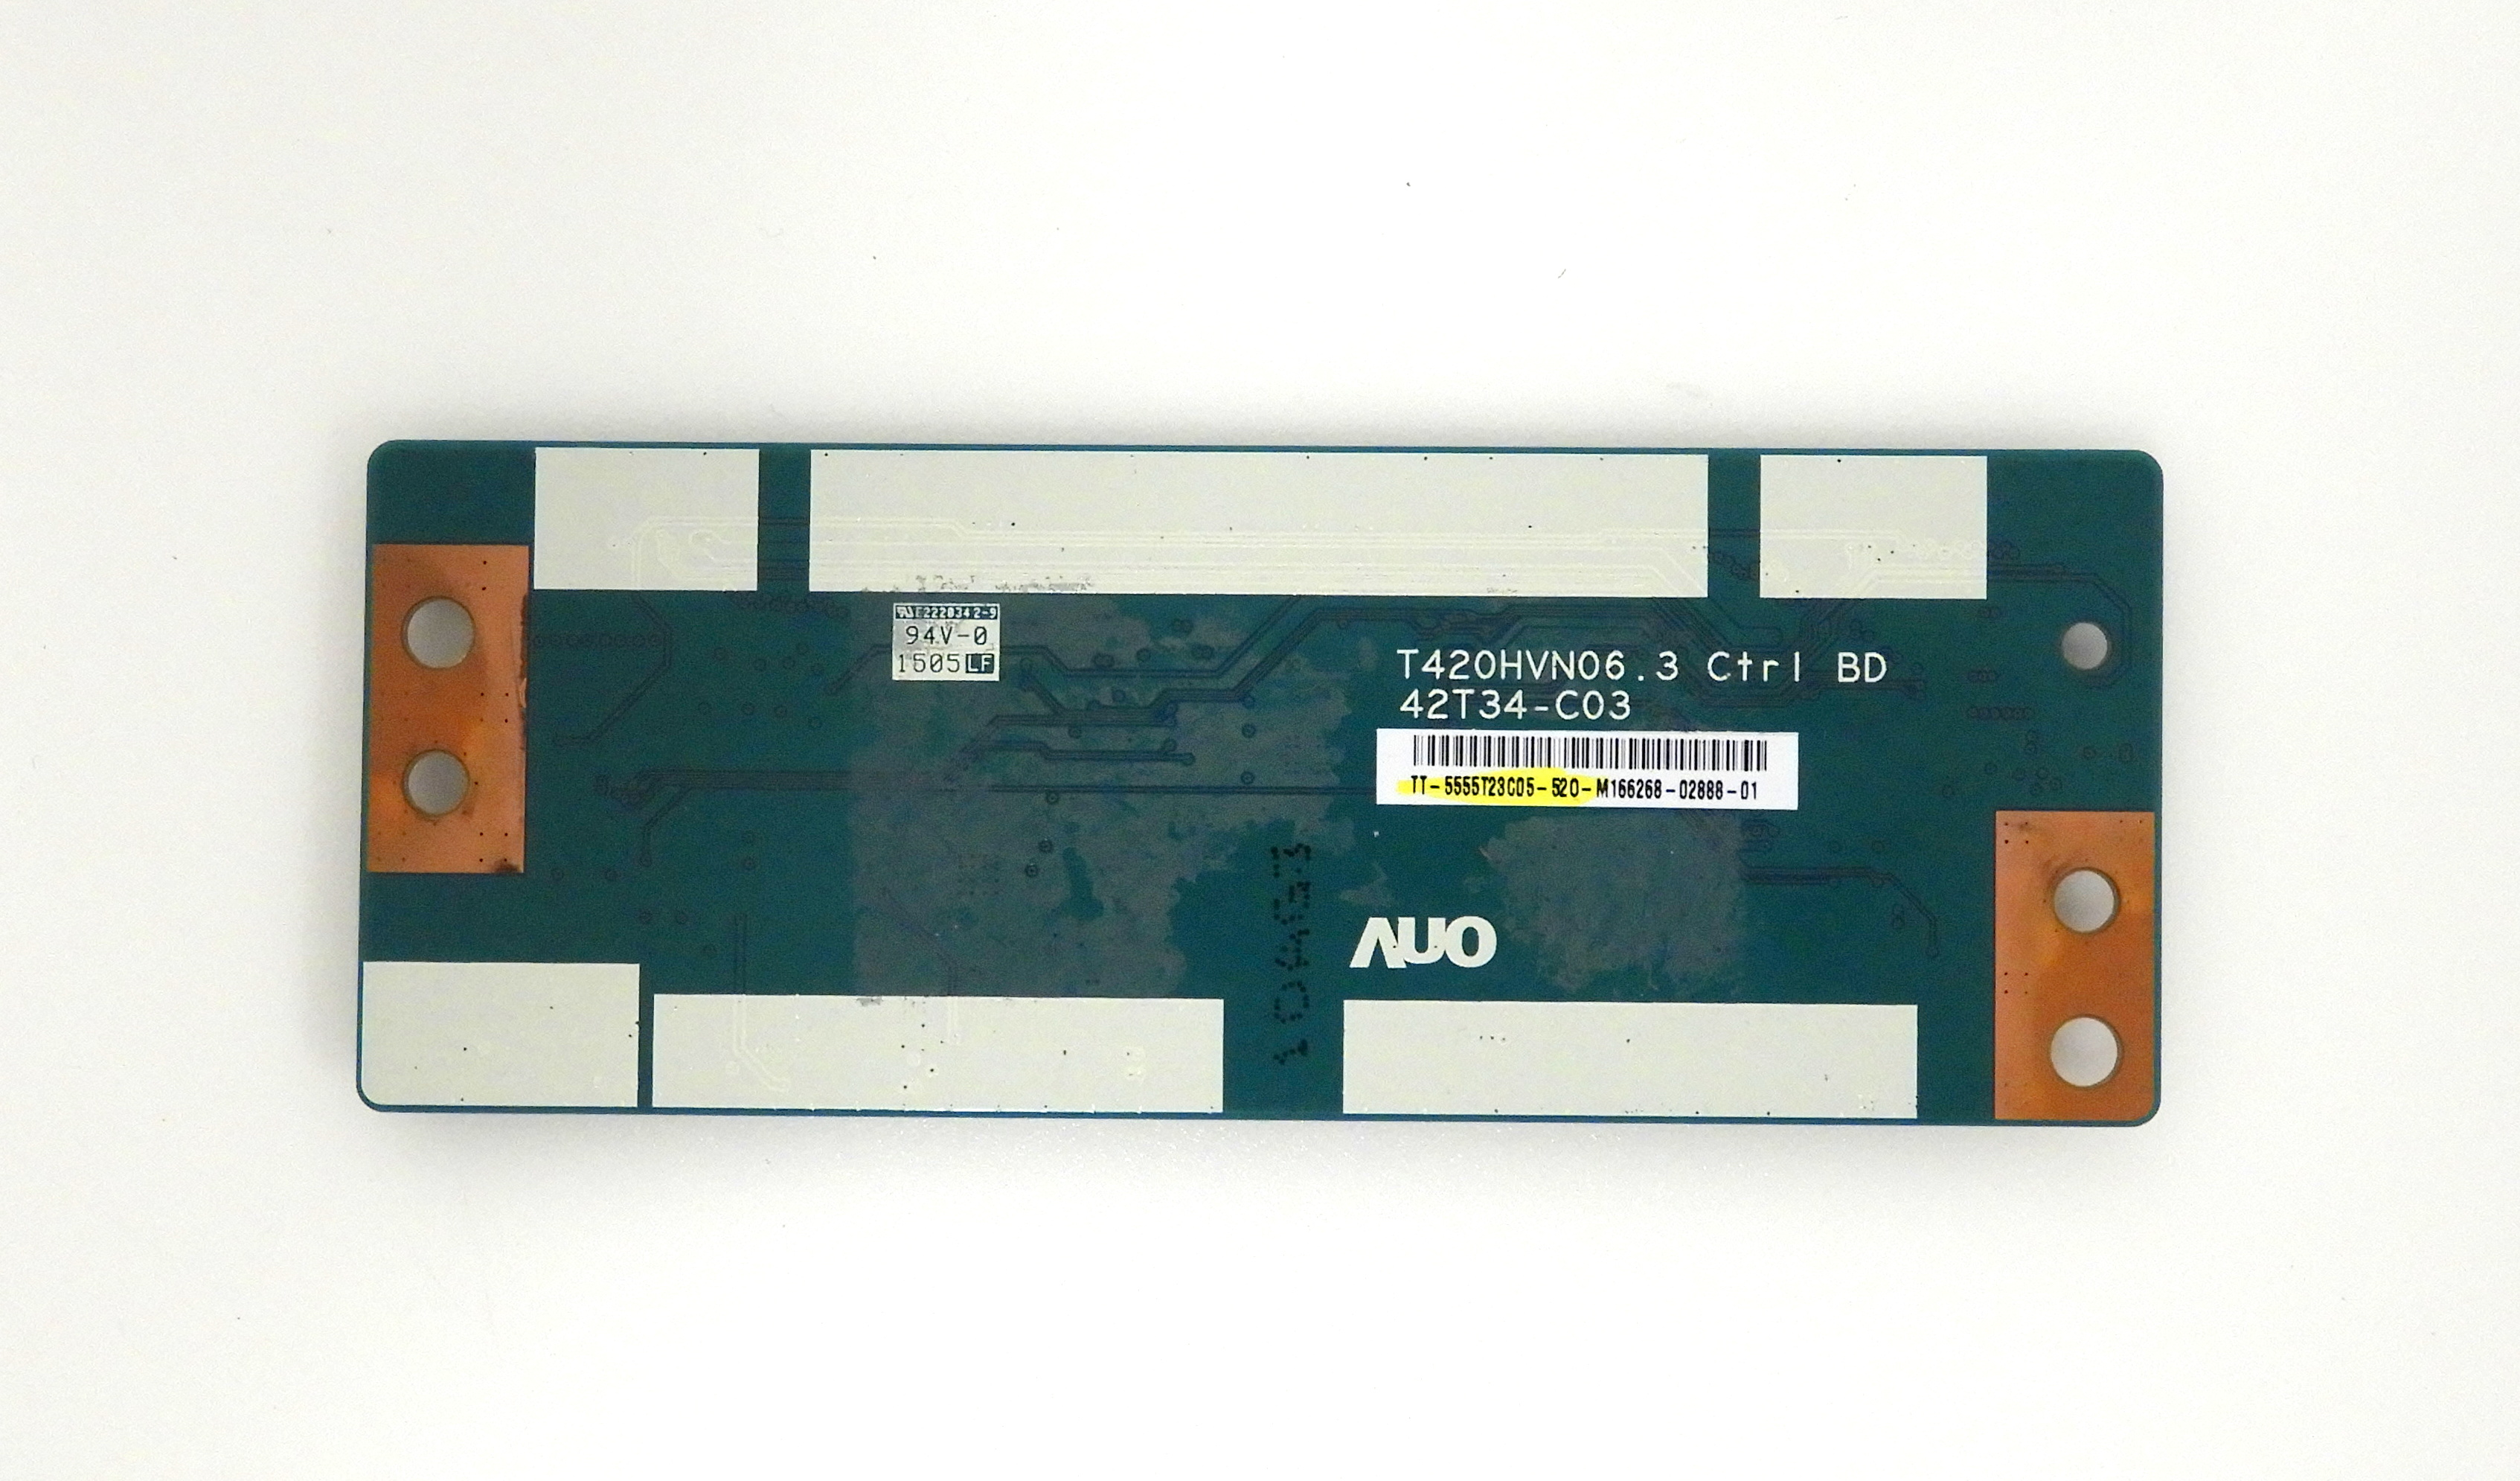 E222034 2-9
94V-0
1505 LF
T420HVN06.3 Ctrl BD
42T34-C03
TT-5555T23C05-520-M166268-02888-01
AUO